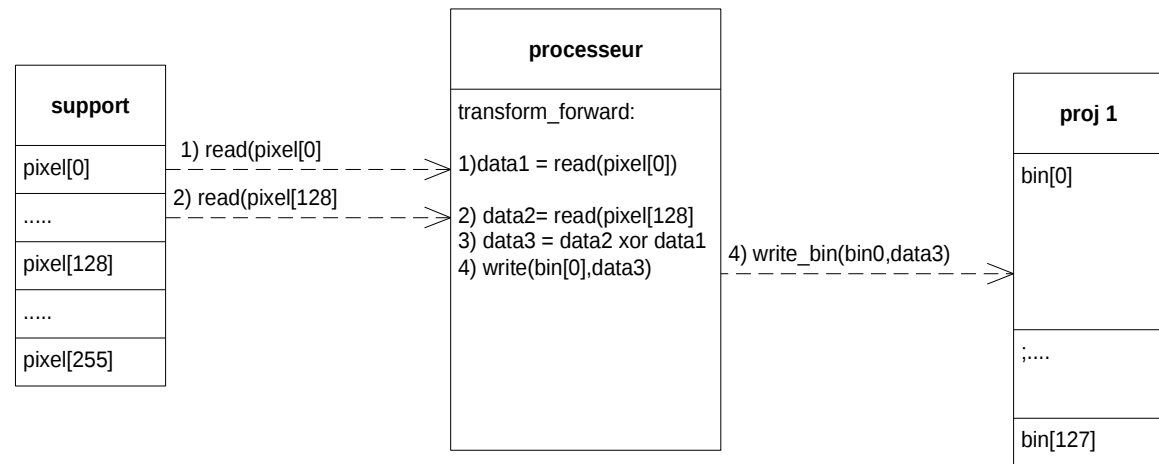 support
pixel[0]
.....
pixel[128]
.....
pixel[255]
1) read(pixel[0]
2) read(pixel[128]
processeur
transform_forward:
1)data1 = read(pixel[0])
2) data2= read(pixel[128]
3) data3 = data2 xor data1
4) write(bin[0],data3)
4) write_bin(bin0,data3)
proj 1
bin[0]
;....
bin[127]